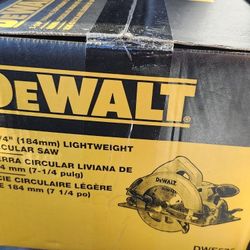 DEWALT
/4" (184mm) LIGHTWEIGHT
CULAR SAW
ERRA CIRCULAR LIVIANA DE
4 mm (7-1/4 pulg)
CIE CIRCULAIRE LÉGÈRE
E 184 mm (7 1/4 po)
DEWALT